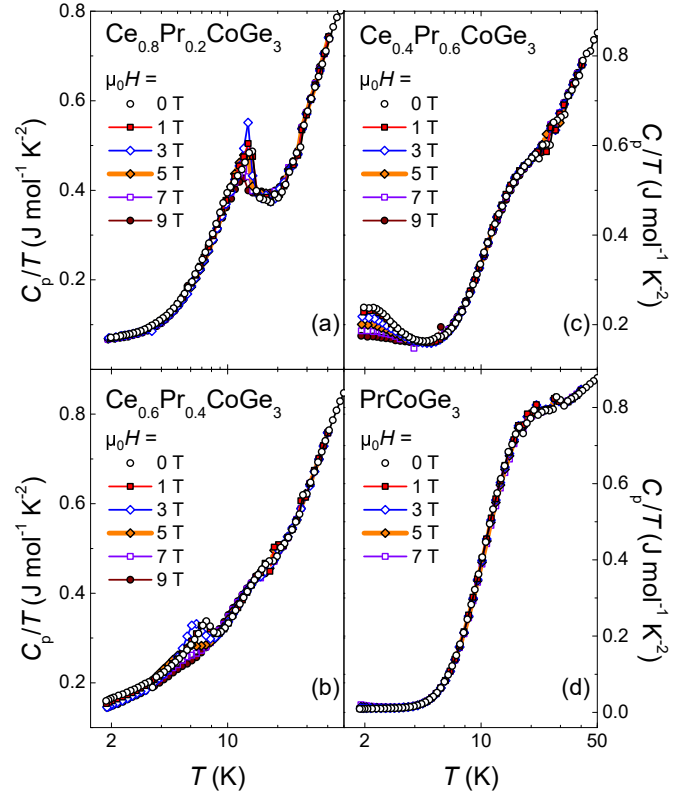 Ce0.8Pr0.2CoGe3
μ0H =
0 T
1 T
3 T
5 T
7 T
9 T
(a)
0.8
0.6
0.4
0.2
Cp/T (J mol-1 K-2)
Ce0.4Pr0.6CoGe3
μ0H =
0 T
1 T
3 T
5 T
7 T
9 T
(c)
0.8
0.6
0.4
0.2
Cp/T (J mol-1 K-2)
Ce0.6Pr0.4CoGe3
μ0H =
0 T
1 T
3 T
5 T
7 T
9 T
(b)
0.8
0.6
0.4
0.2
Cp/T (J mol-1 K-2)
2
10
T (K)
PrCoGe3
μ0H =
0 T
1 T
3 T
5 T
7 T
(d)
0.8
0.6
0.4
0.2
0.0
Cp/T (J mol-1 K-2)
2
10
50
T (K)